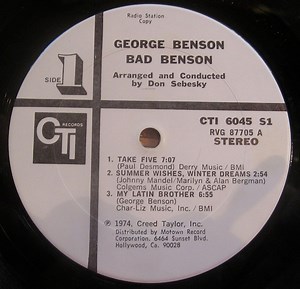 Radio Station
Copy
GEORGE BENSON
BAD BENSON
Arranged and Conducted
by Don Sebesky
SIDE 1
CTI
RECORDS
CTI 6045 S1
RVG 87705 A
STEREO
1. TAKE FIVE 7:07
(Paul Desmond) Derry Music / BMI
2. SUMMER WISHES, WINTER DREAMS 2:54
(Johnny Mandel/Marilyn & Alan Bergman)
Colgems Music Corp. / ASCAP
3. MY LATIN BROTHER 6:55
(George Benson)
Char-Liz Music, Inc. / BMI
℗ 1974, Creed Taylor, Inc.
Distributed by Motown Record
Corporation. 6464 Sunset Blvd.
Hollywood, Ca. 90028